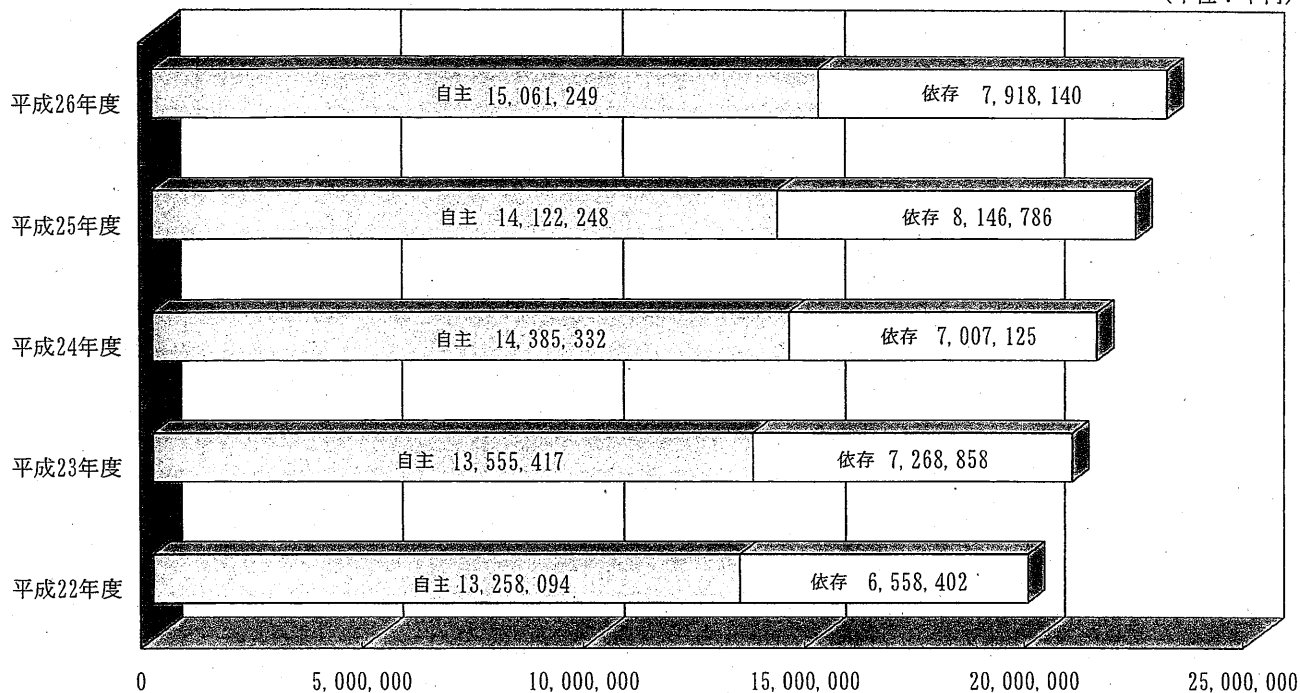 平成26年度 自主 15,061,249 依存 7,918,140
平成25年度 自主 14,122,248 依存 8,146,786
平成24年度 自主 14,385,332 依存 7,007,125
平成23年度 自主 13,555,417 依存 7,268,858
平成22年度 自主 13,258,094 依存 6,558,402
0 5,000,000 10,000,000 15,000,000 20,000,000 25,000,000